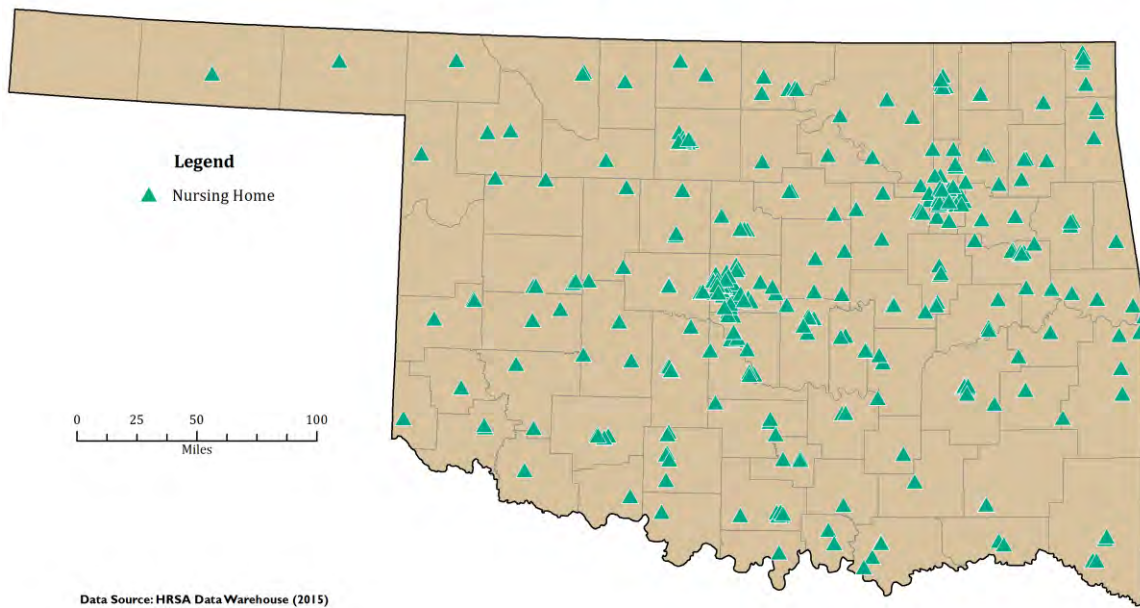 Legend
Nursing Home
0 25 50 100
Miles
Data Source: HRSA Data Warehouse (2015)